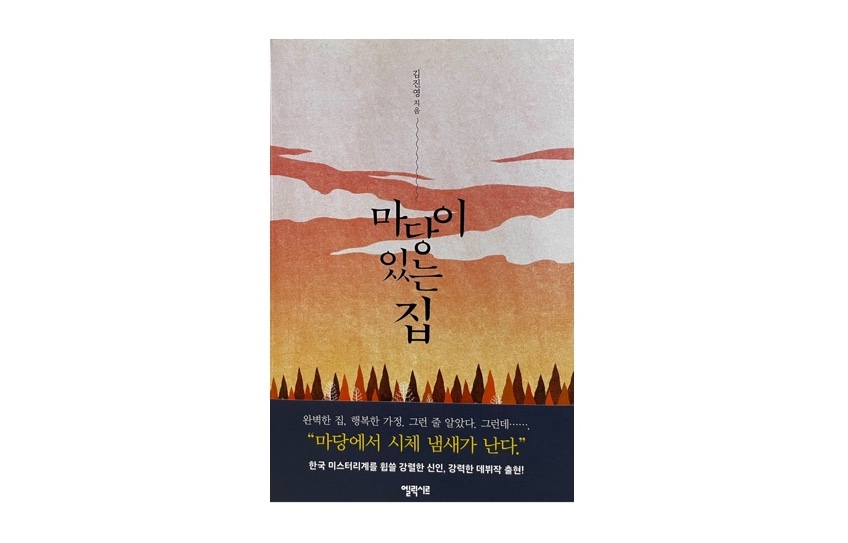 김진영 지음
마당이
있는
집
완벽한 집, 행복한 가정, 그런 줄 알았다. 그런데…….
“마당에서 시체 냄새가 난다.”
한국 미스터리계를 휩쓸 강렬한 신인, 강력한 데뷔작 출현!
엘릭시르